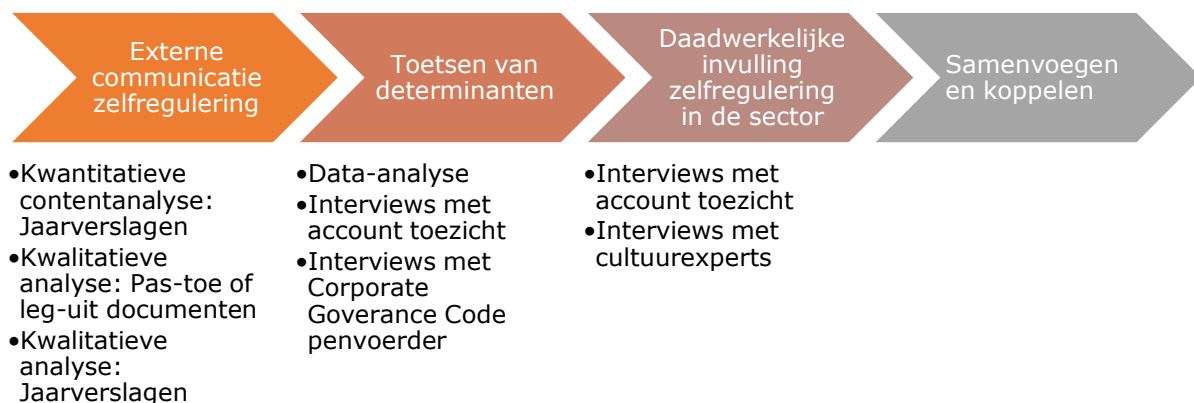 Externe
communicatie
zelfregulering
Toetsen van
determinanten
Daadwerkelijke
invulling
zelfregulering
in de sector
Samenvoegen
en koppelen
•Kwantitatieve
contentanalyse:
Jaarverslagen
•Kwalitatieve
analyse: Pas-toe of
leg-uit documenten
•Kwalitatieve
analyse:
Jaarverslagen
•Data-analyse
•Interviews met
account toezicht
•Interviews met
Corporate
Goverance Code
penvoerder
•Interviews met
account toezicht
•Interviews met
cultuurexperts